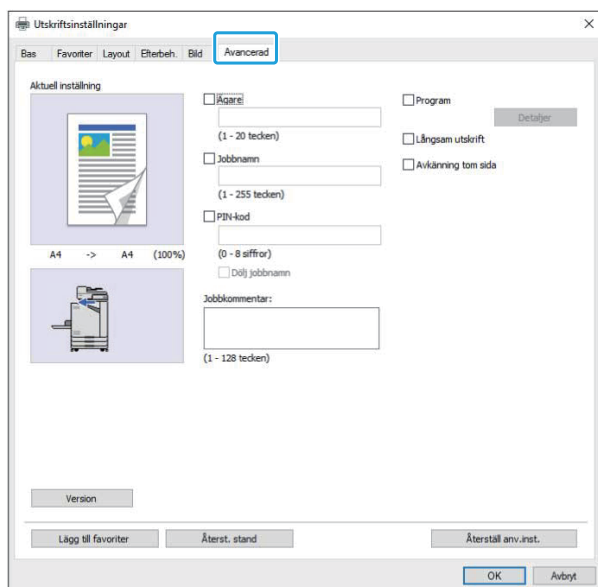 Utskriftsinställningar
Bas Favoriter Layout Efterbeh. Bild Avancerad
Aktuell inställning
A4 -> A4 (100%)
Ägare
(1 - 20 tecken)
Jobbnamn
(1 - 255 tecken)
PIN-kod
(0 - 8 siffror)
Dölj jobbnamn
Jobbkommentar:
(1 - 128 tecken)
Program
Detaljer
Långsam utskrift
Avkänning tom sida
Version
Lägg till favoriter Återst. stand Återställ anv.inst.
OK Avbryt